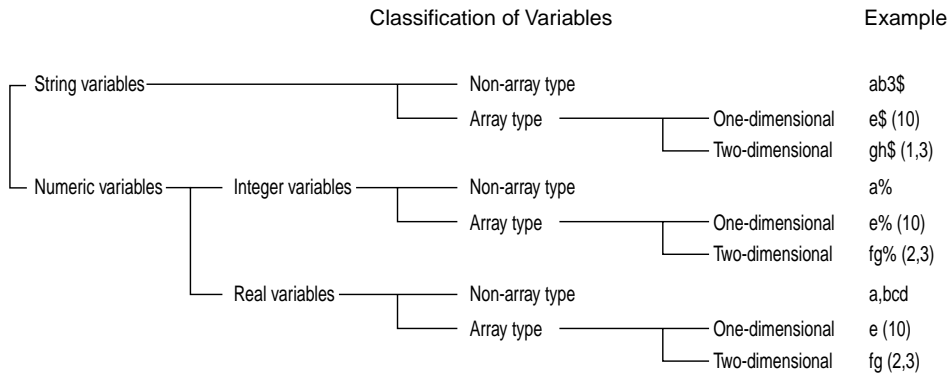 Classification of Variables Example
String variables Non-array type ab3$
Array type One-dimensional e$ (10)
Two-dimensional gh$ (1,3)
Numeric variables Integer variables Non-array type a%
Array type One-dimensional e% (10)
Two-dimensional fg% (2,3)
Real variables Non-array type a,bcd
Array type One-dimensional e (10)
Two-dimensional fg (2,3)